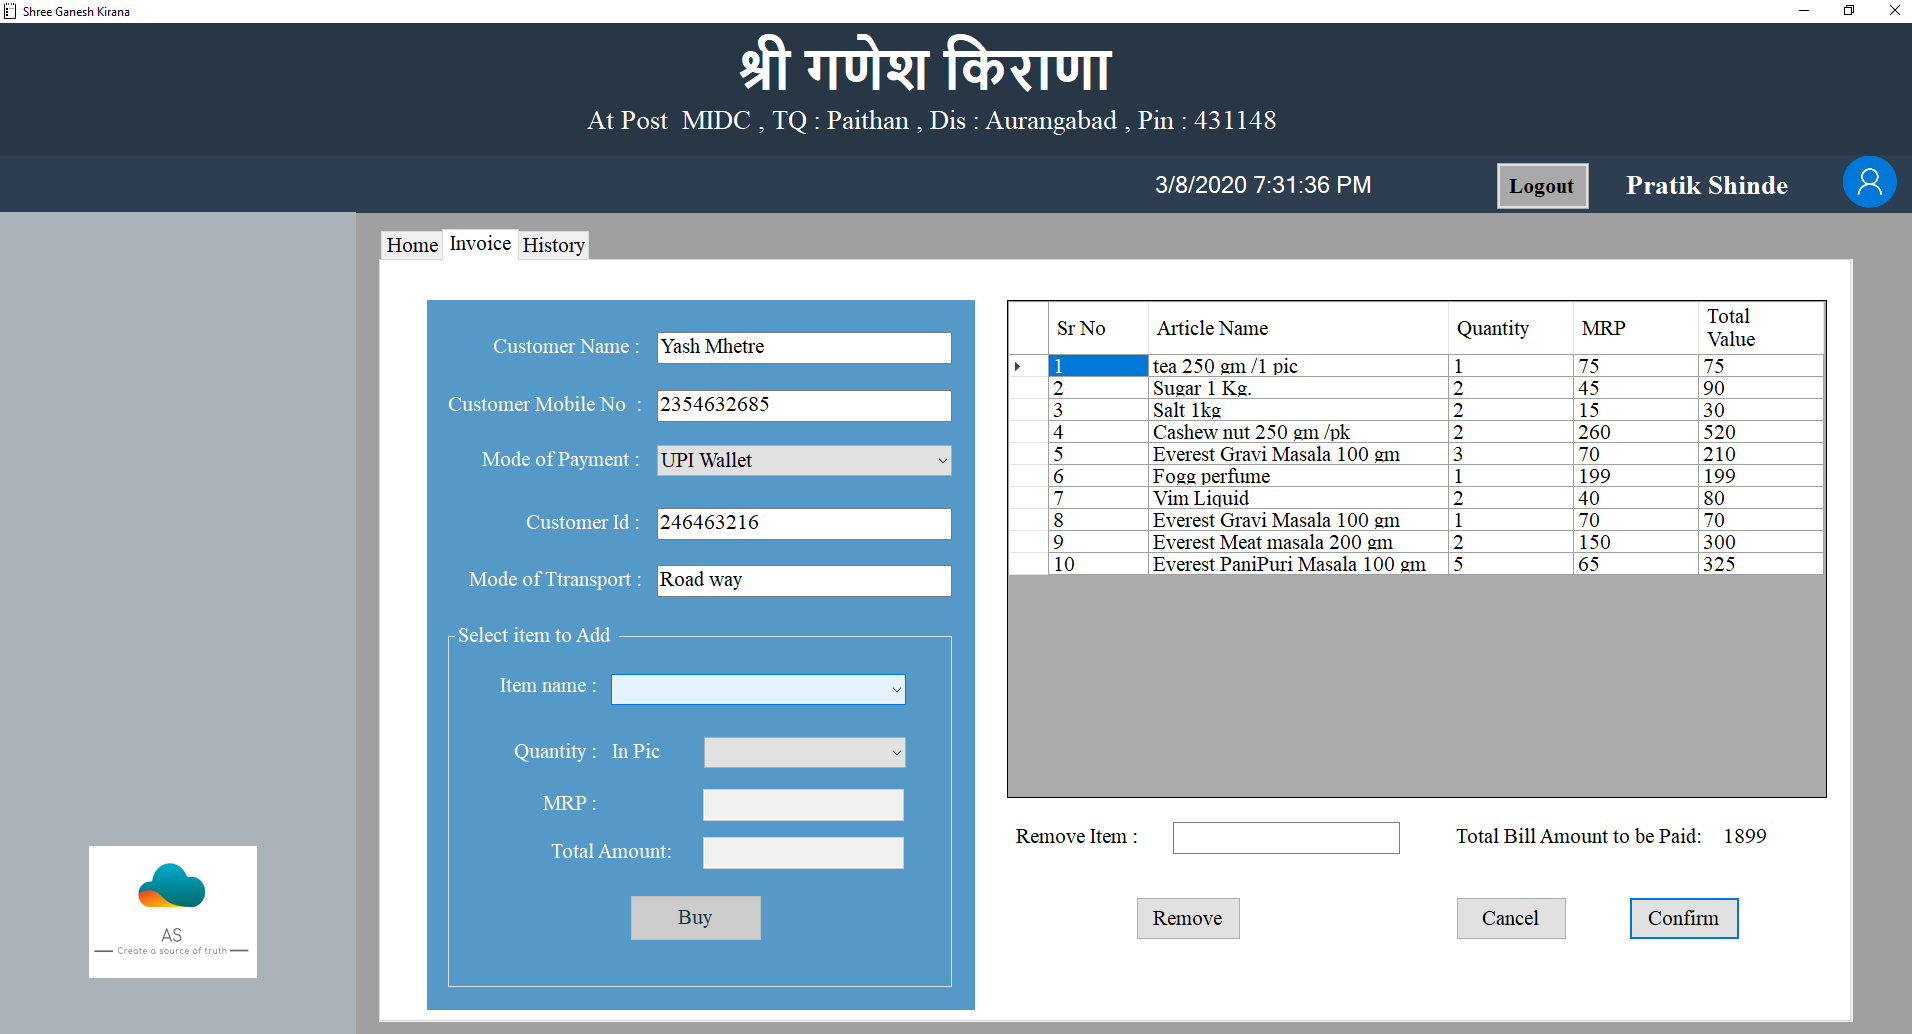 Shree Ganesh Kirana
श्री गणेश किराणा
At Post MIDC , TQ : Paithan , Dis : Aurangabad , Pin : 431148
3/8/2020 7:31:36 PM
Logout
Pratik Shinde
Home Invoice History
Customer Name : Yash Mhetre
Customer Mobile No : 2354632685
Mode of Payment : UPI Wallet
Customer Id : 246463216
Mode of Ttransport : Road way
Select item to Add
Item name :
Quantity : In Pic
MRP :
Total Amount:
Buy
Sr No Article Name Quantity MRP Total Value
1 tea 250 gm /1 pic 1 75 75
2 Sugar 1 Kg. 2 45 90
3 Salt 1kg 2 15 30
4 Cashew nut 250 gm /pk 2 260 520
5 Everest Gravi Masala 100 gm 3 70 210
6 Fogg perfume 1 199 199
7 Vim Liquid 2 40 80
8 Everest Gravi Masala 100 gm 1 70 70
9 Everest Meat masala 200 gm 2 150 300
10 Everest PaniPuri Masala 100 gm 5 65 325
Remove Item :
Total Bill Amount to be Paid: 1899
Remove
Cancel
Confirm
AS
Create a source of truth